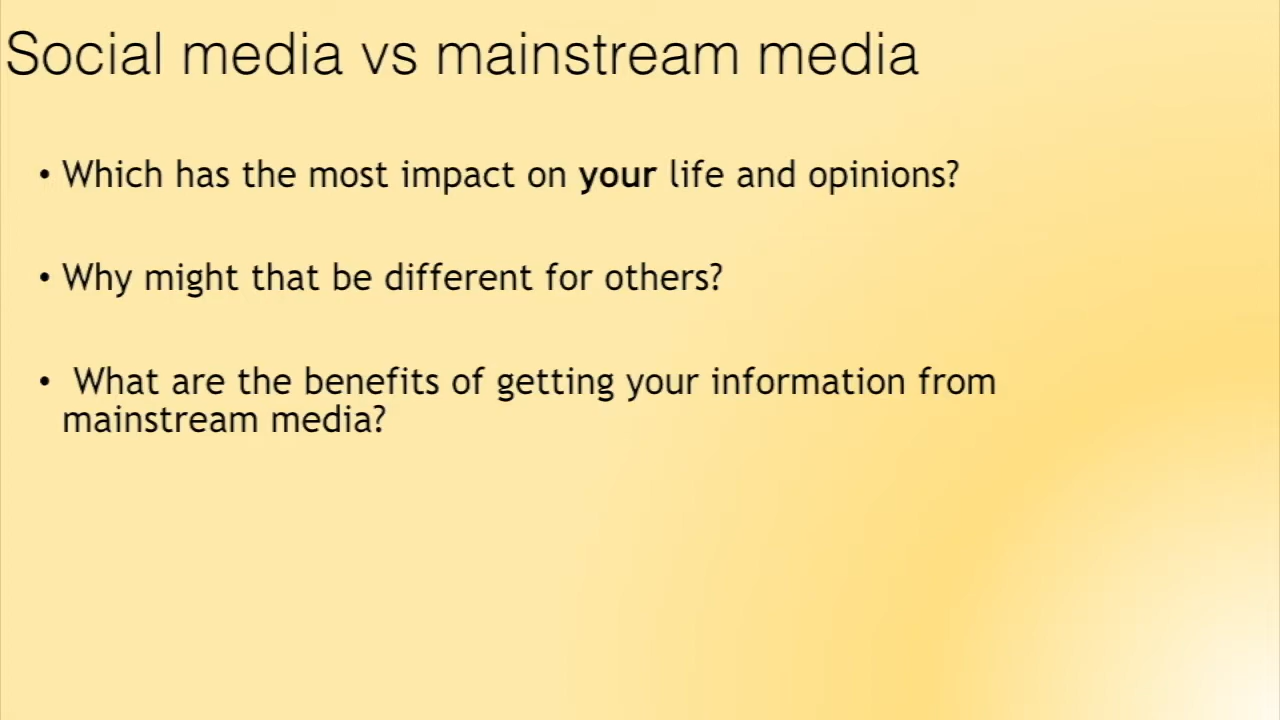 Social media vs mainstream media
• Which has the most impact on your life and opinions?
• Why might that be different for others?
• What are the benefits of getting your information from
mainstream media?